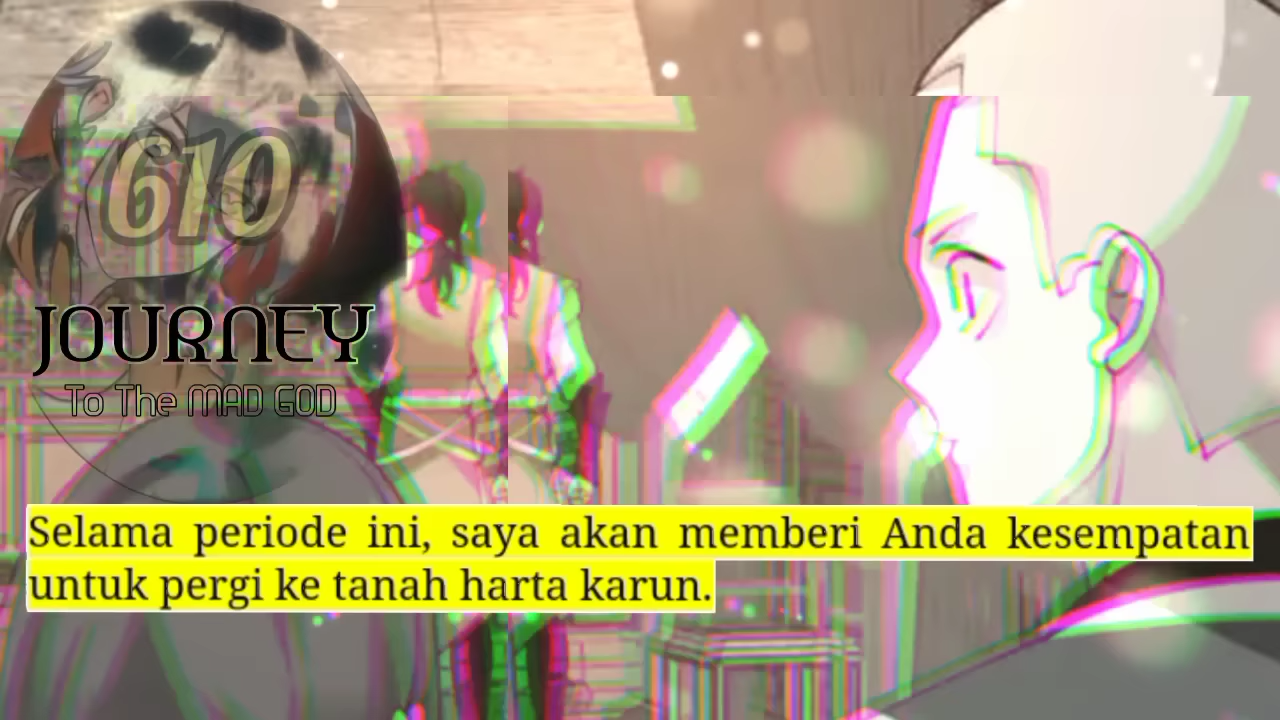 610
JOURNEY
To The MAD GOD
Selama periode ini, saya akan memberi Anda kesempatan
untuk pergi ke tanah harta karun.